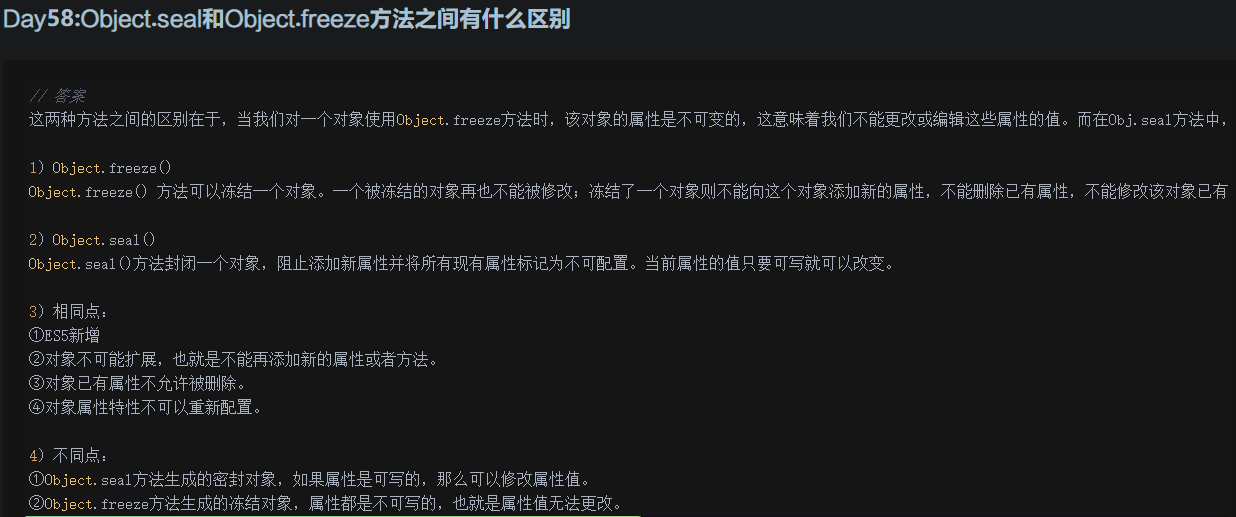 Day58:Object.seal和Object.freeze方法之间有什么区别
// 答案
这两种方法之间的区别在于，当我们对一个对象使用Object.freeze方法时，该对象的属性是不可变的，这意味着我们不能更改或编辑这些属性的值。而在Obj.seal方法中，
1）Object.freeze()
Object.freeze() 方法可以冻结一个对象。一个被冻结的对象再也不能被修改；冻结了一个对象则不能向这个对象添加新的属性，不能删除已有属性，不能修改该对象已有
2）Object.seal()
Object.seal()方法封闭一个对象，阻止添加新属性并将所有现有属性标记为不可配置。当前属性的值只要可写就可以改变。
3）相同点：
①ES5新增
②对象不可能扩展，也就是不能再添加新的属性或者方法。
③对象已有属性不允许被删除。
④对象属性特性不可以重新配置。
4）不同点：
①Object.seal方法生成的密封对象，如果属性是可写的，那么可以修改属性值。
②Object.freeze方法生成的冻结对象，属性都是不可写的，也就是属性值无法更改。